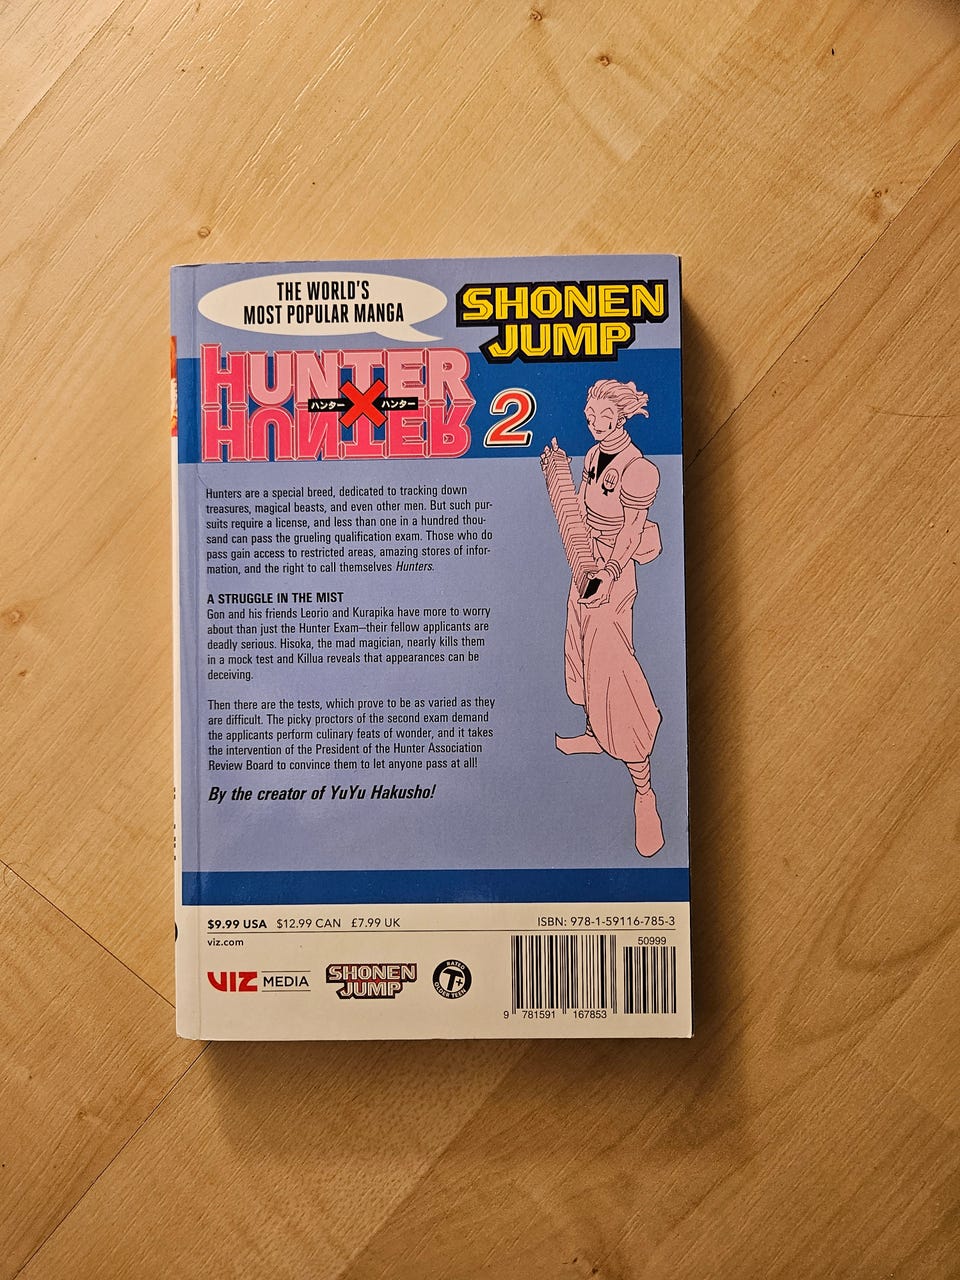 THE WORLD'S
MOST POPULAR MANGA
SHONEN
JUMP
HUNTER
ハンター × ハンター
HUNTER
2
Hunters are a special breed, dedicated to tracking down
treasures, magical beasts, and even other men. But such pur-
suits require a license, and less than one in a hundred thou-
sand can pass the grueling qualification exam. Those who do
pass gain access to restricted areas, amazing stores of infor-
mation, and the right to call themselves Hunters.
A STRUGGLE IN THE MIST
Gon and his friends Leorio and Kurapika have more to worry
about than just the Hunter Exam—their fellow applicants are
deadly serious. Hisoka, the mad magician, nearly kills them
in a mock test and Killua reveals that appearances can be
deceiving.
Then there are the tests, which prove to be as varied as they
are difficult. The picky proctors of the second exam demand
the applicants perform culinary feats of wonder, and it takes
the intervention of the President of the Hunter Association
Review Board to convince them to let anyone pass at all!
By the creator of YuYu Hakusho!
$9.99 USA $12.99 CAN £7.99 UK
ISBN: 978-1-59116-785-3
viz.com
50999
VIZ MEDIA
SHONEN
JUMP
RATED
T+
OLDER TEEN
9 781591 167853